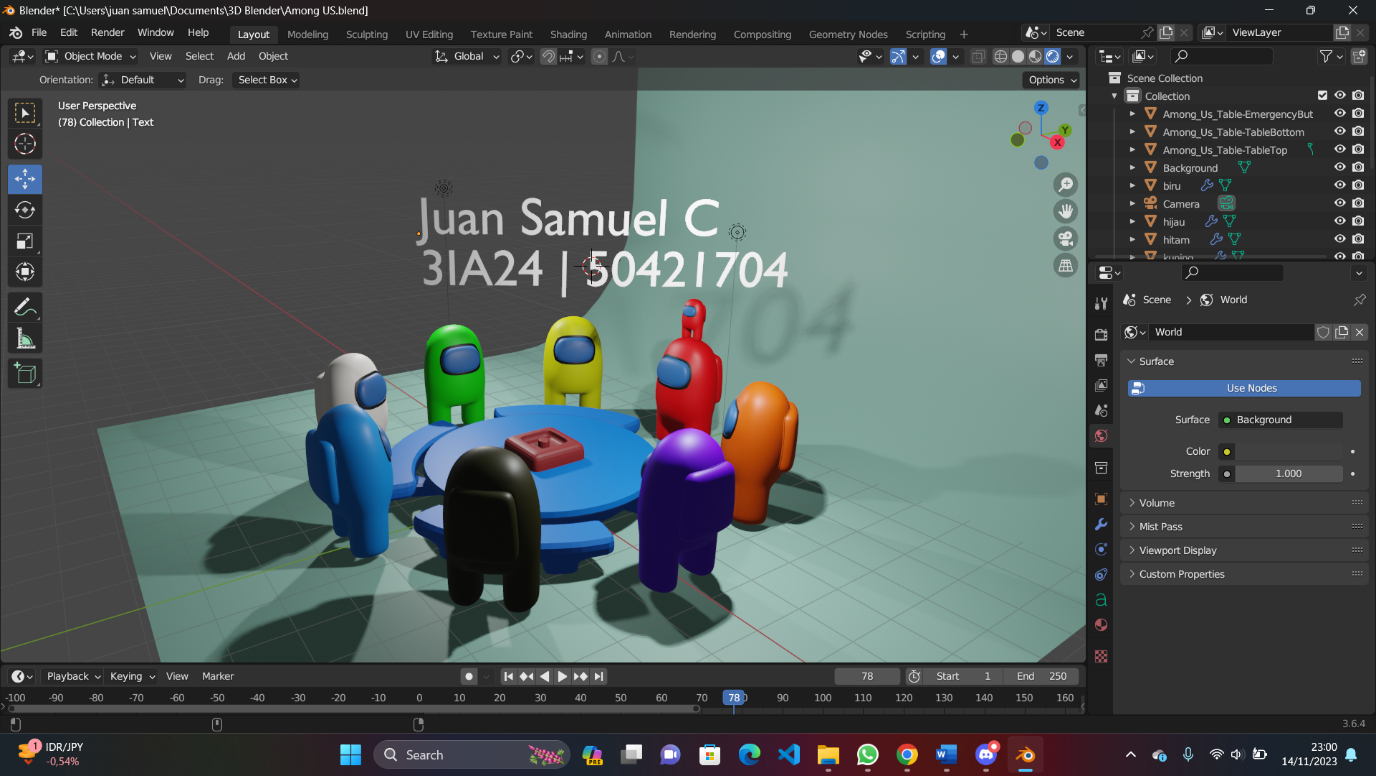 Blender* [C:\Users\juan samuel\Documents\3D Blender\Among US.blend]
File Edit Render Window Help Layout Modeling Sculpting UV Editing Texture Paint Shading Animation Rendering Compositing Geometry Nodes Scripting + Scene ViewLayer
Object Mode View Select Add Object Global
Orientation: Default Drag: Select Box Options
User Perspective
(78) Collection | Text
Z
Y
X
Juan Samuel C
3IA24 | 50421704
704
Scene Collection
Collection
Among_Us_Table-EmergencyBut
Among_Us_Table-TableBottom
Among_Us_Table-TableTop
Background
biru
Camera
hijau
hitam
kuning
Scene > World
World
Surface
Use Nodes
Surface Background
Color
Strength 1.000
Volume
Mist Pass
Viewport Display
Custom Properties
Playback Keying View Marker 78 Start 1 End 250
-100 -90 -80 -70 -60 -50 -40 -30 -20 -10 0 10 20 30 40 50 60 70 78 90 100 110 120 130 140 150 160
3.6.4
1
IDR/JPY
-0,54%
Search
PRE
23:00
14/11/2023